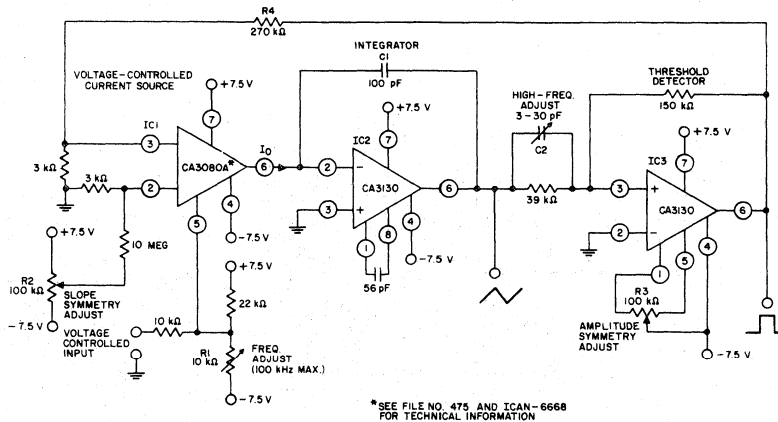 R4
270 kΩ
INTEGRATOR
C1
100 pF
VOLTAGE-CONTROLLED
CURRENT SOURCE
+7.5 V
THRESHOLD
DETECTOR
150 kΩ
HIGH-FREQ.
ADJUST
3-30 pF
C2
+7.5 V
+7.5 V
7
7
7
IC1
3
3 kΩ
CA3080A*
IO
6
IC2
2
-
CA3130
3
+
6
39 kΩ
IC3
3
+
CA3130
2
-
6
3 kΩ
2
5
4
-7.5 V
1
8
4
-7.5 V
56 pF
1
5
4
+7.5 V
R2
100 kΩ
SLOPE
SYMMETRY
ADJUST
-7.5 V
10 MEG
+7.5 V
22 kΩ
VOLTAGE
CONTROLLED
INPUT
10 kΩ
R1
10 kΩ
FREQ.
ADJUST
(100 kHz MAX.)
-7.5 V
R3
100 kΩ
AMPLITUDE
SYMMETRY
ADJUST
-7.5 V
*SEE FILE NO. 475 AND ICAN-6668
FOR TECHNICAL INFORMATION